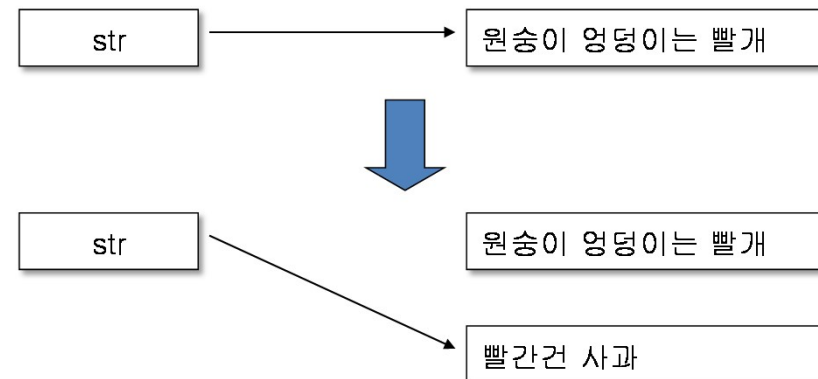 str
원숭이 엉덩이는 빨개
str
원숭이 엉덩이는 빨개
빨간건 사과